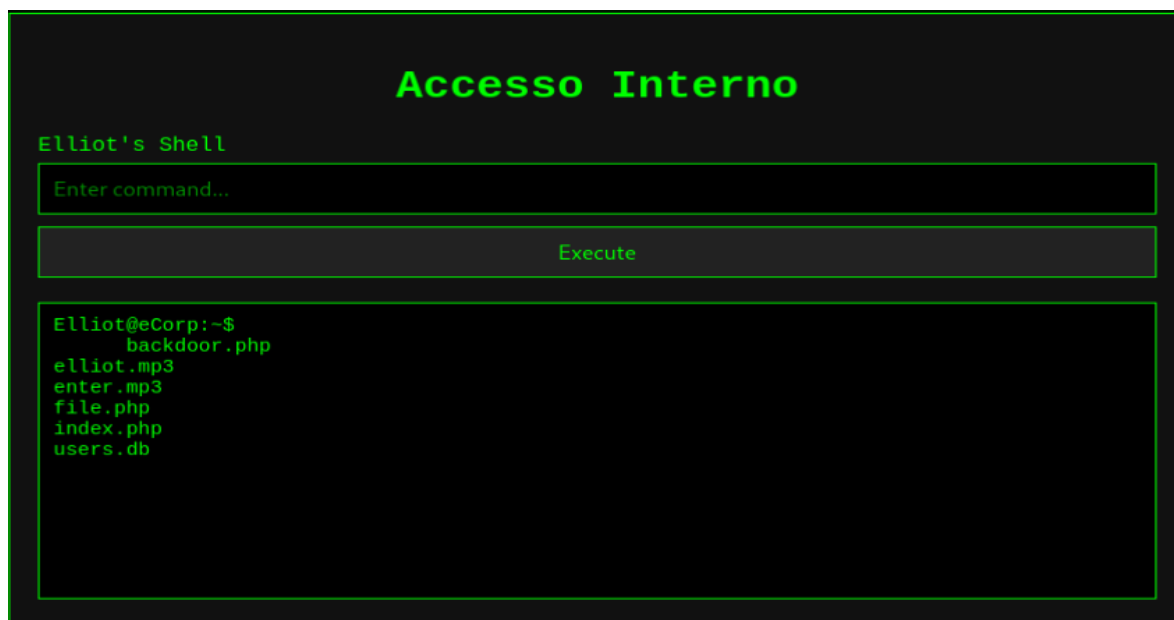 Accesso Interno
Elliot's Shell
Enter command...
Execute
Elliot@eCorp:~$
backdoor.php
elliot.mp3
enter.mp3
file.php
index.php
users.db